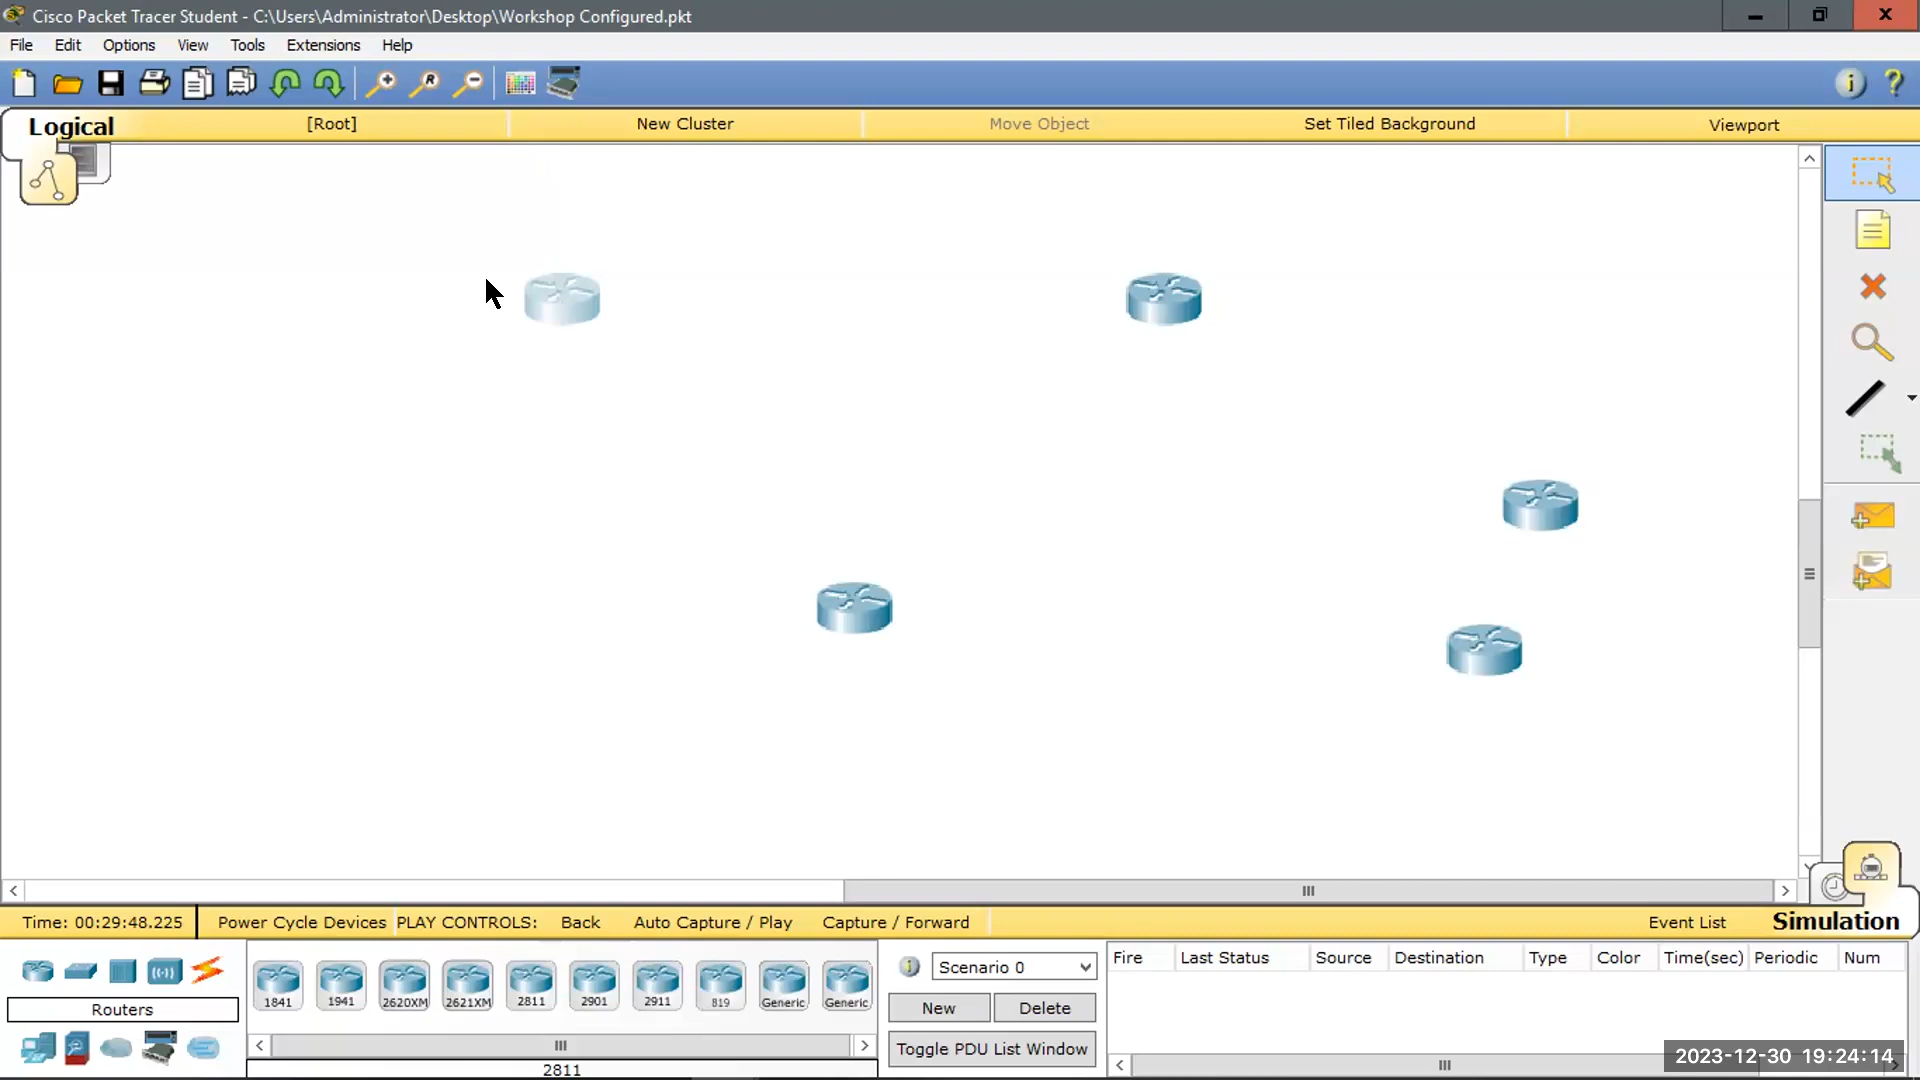 Cisco Packet Tracer Student - C:\Users\Administrator\Desktop\Workshop Configured.pkt
File Edit Options View Tools Extensions Help
Logical [Root] New Cluster Move Object Set Tiled Background Viewport
Time: 00:29:48.225 Power Cycle Devices PLAY CONTROLS: Back Auto Capture / Play Capture / Forward Event List Simulation
Routers
1841 1941 2620XM 2621XM 2811 2901 2911 819 Generic Generic
2811
Scenario 0
New Delete
Toggle PDU List Window
Fire Last Status Source Destination Type Color Time(sec) Periodic Num
2023-12-30 19:24:14